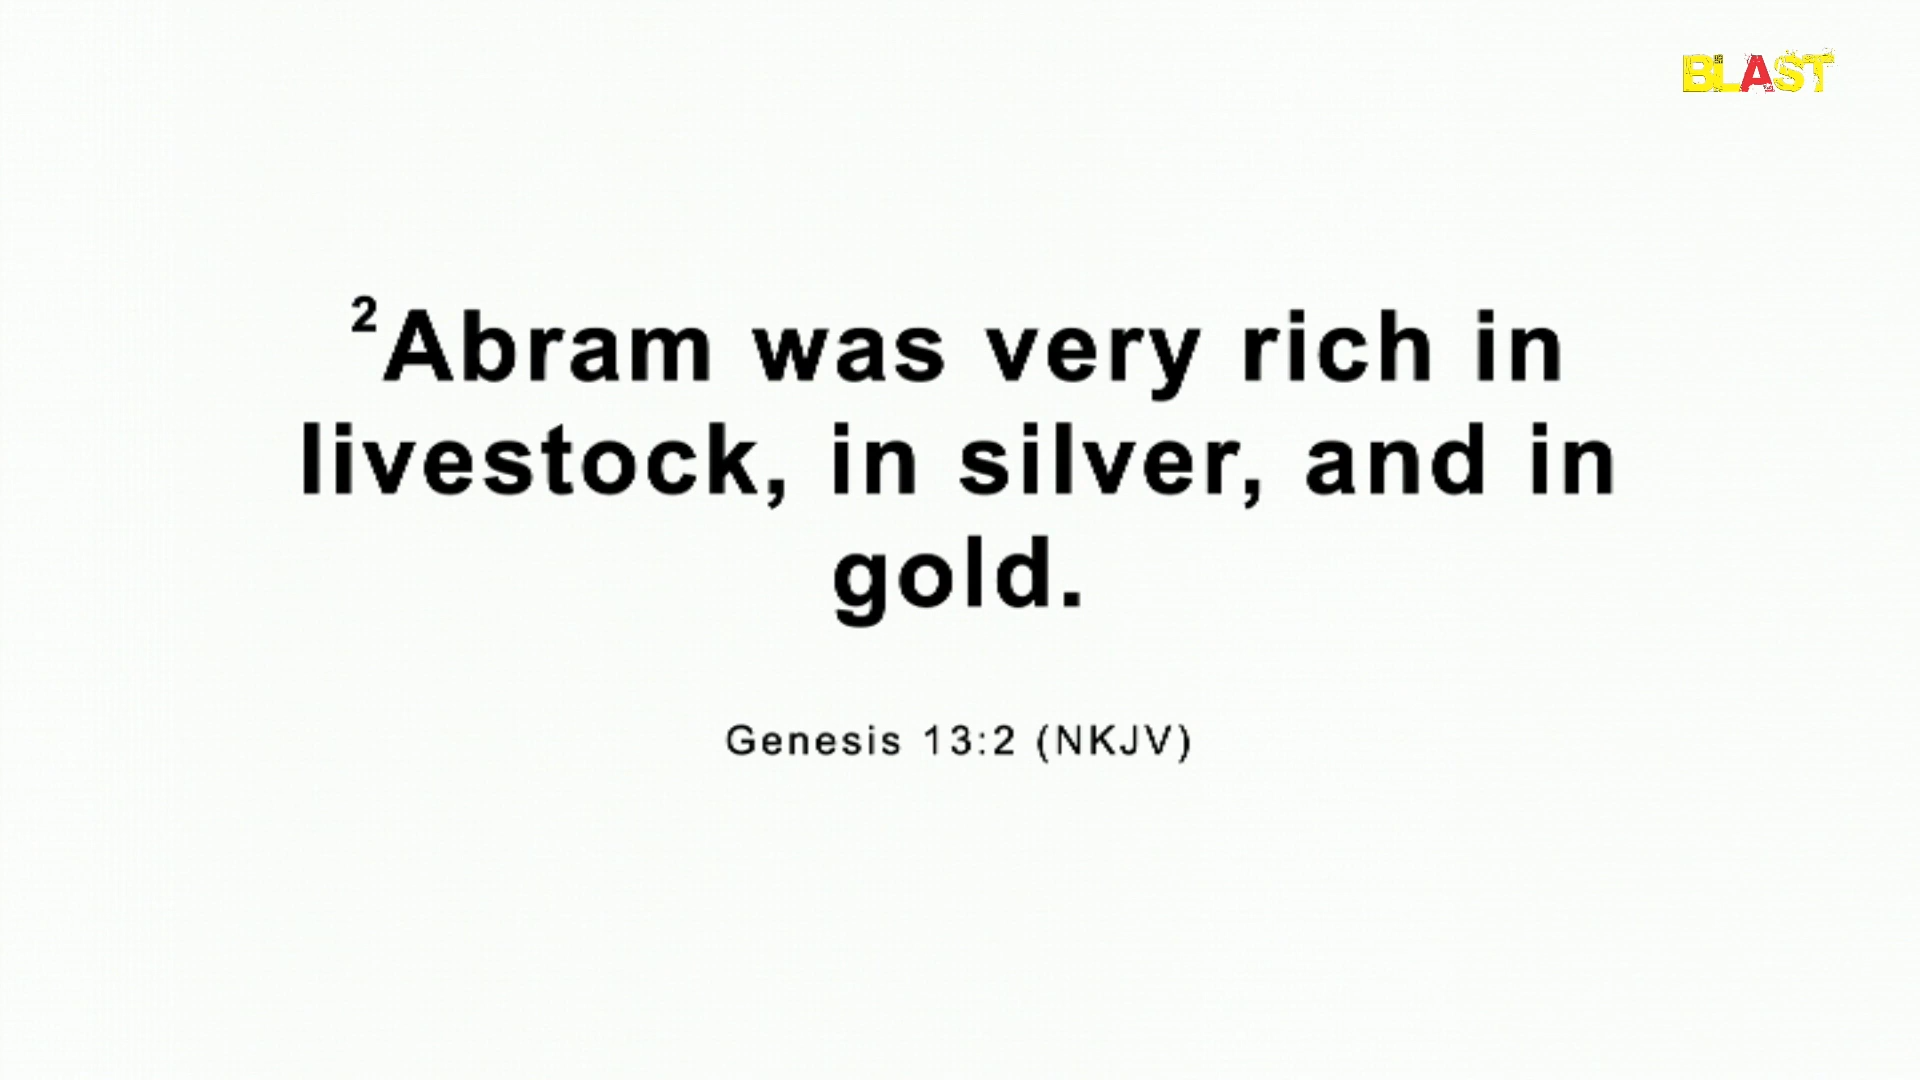 BLAST
²Abram was very rich in
livestock, in silver, and in
gold.
Genesis 13:2 (NKJV)